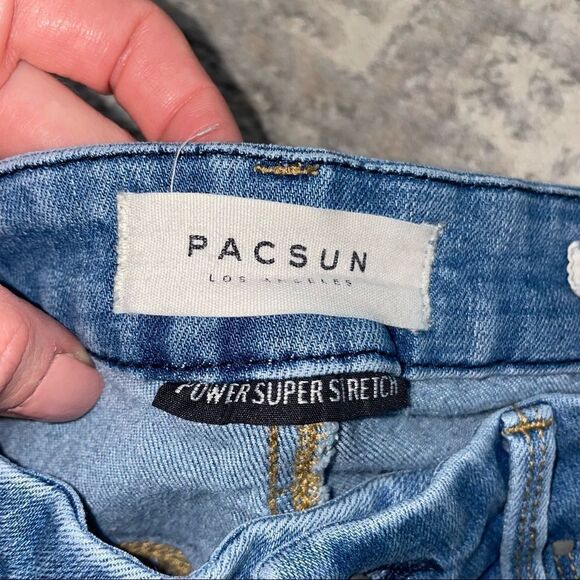 PACSUN
LOS ANGELES
POWER SUPER STRETCH